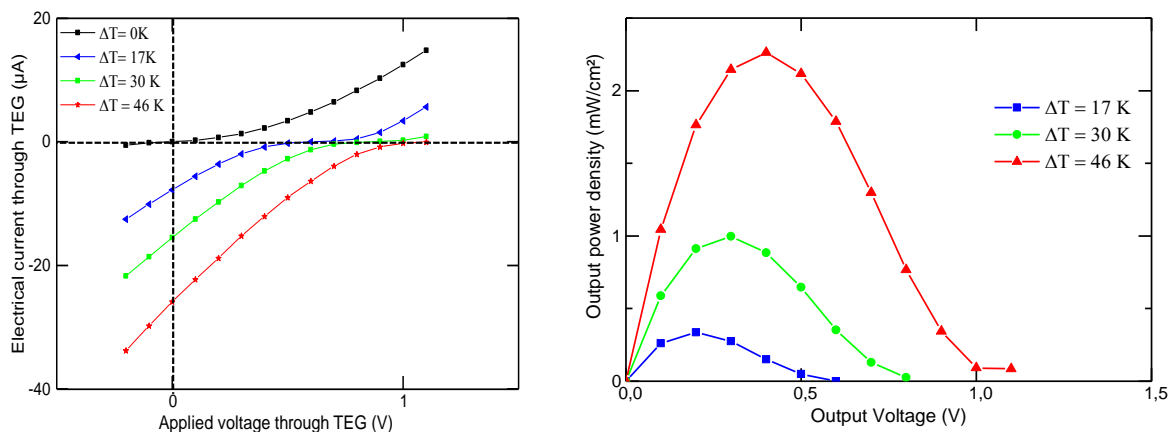 20
0
-20
-40
Electrical current through TEG (µA)
ΔT= 0K
ΔT= 17K
ΔT= 30 K
ΔT = 46 K
0
1
Applied voltage through TEG (V)
2
1
0
Output power density (mW/cm²)
ΔT = 17 K
ΔT = 30 K
ΔT = 46 K
0,0
0,5
1,0
1,5
Output Voltage (V)